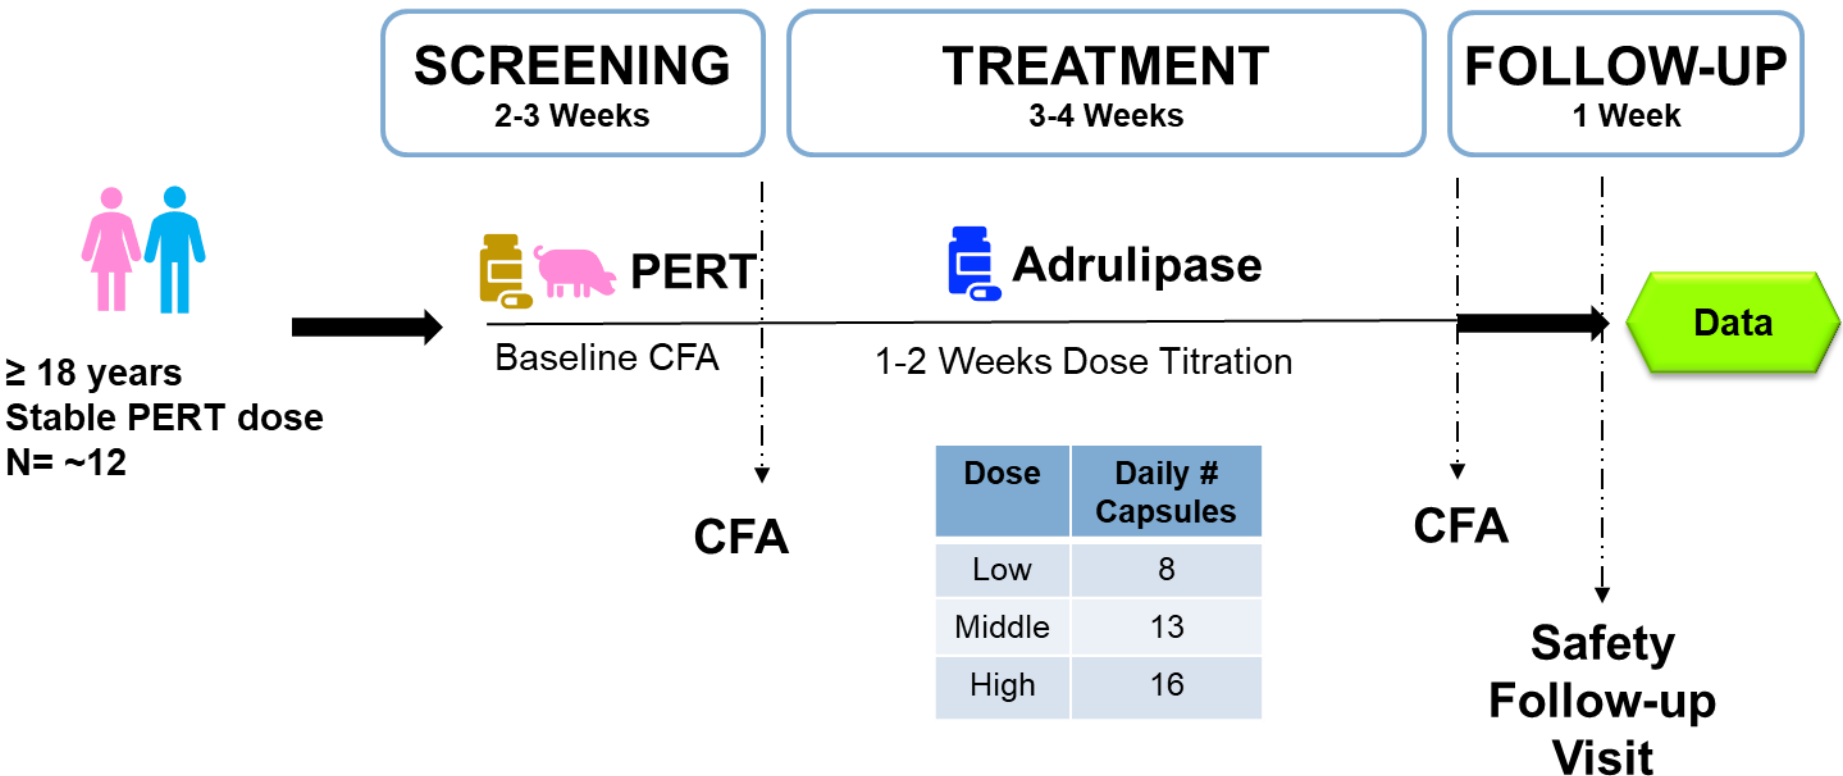 SCREENING
2-3 Weeks
TREATMENT
3-4 Weeks
FOLLOW-UP
1 Week
≥ 18 years
Stable PERT dose
N= ~12
PERT
Baseline CFA
Adrulipase
1-2 Weeks Dose Titration
Data
CFA
Dose
Daily #
Capsules
Low 8
Middle 13
High 16
CFA
Safety
Follow-up
Visit